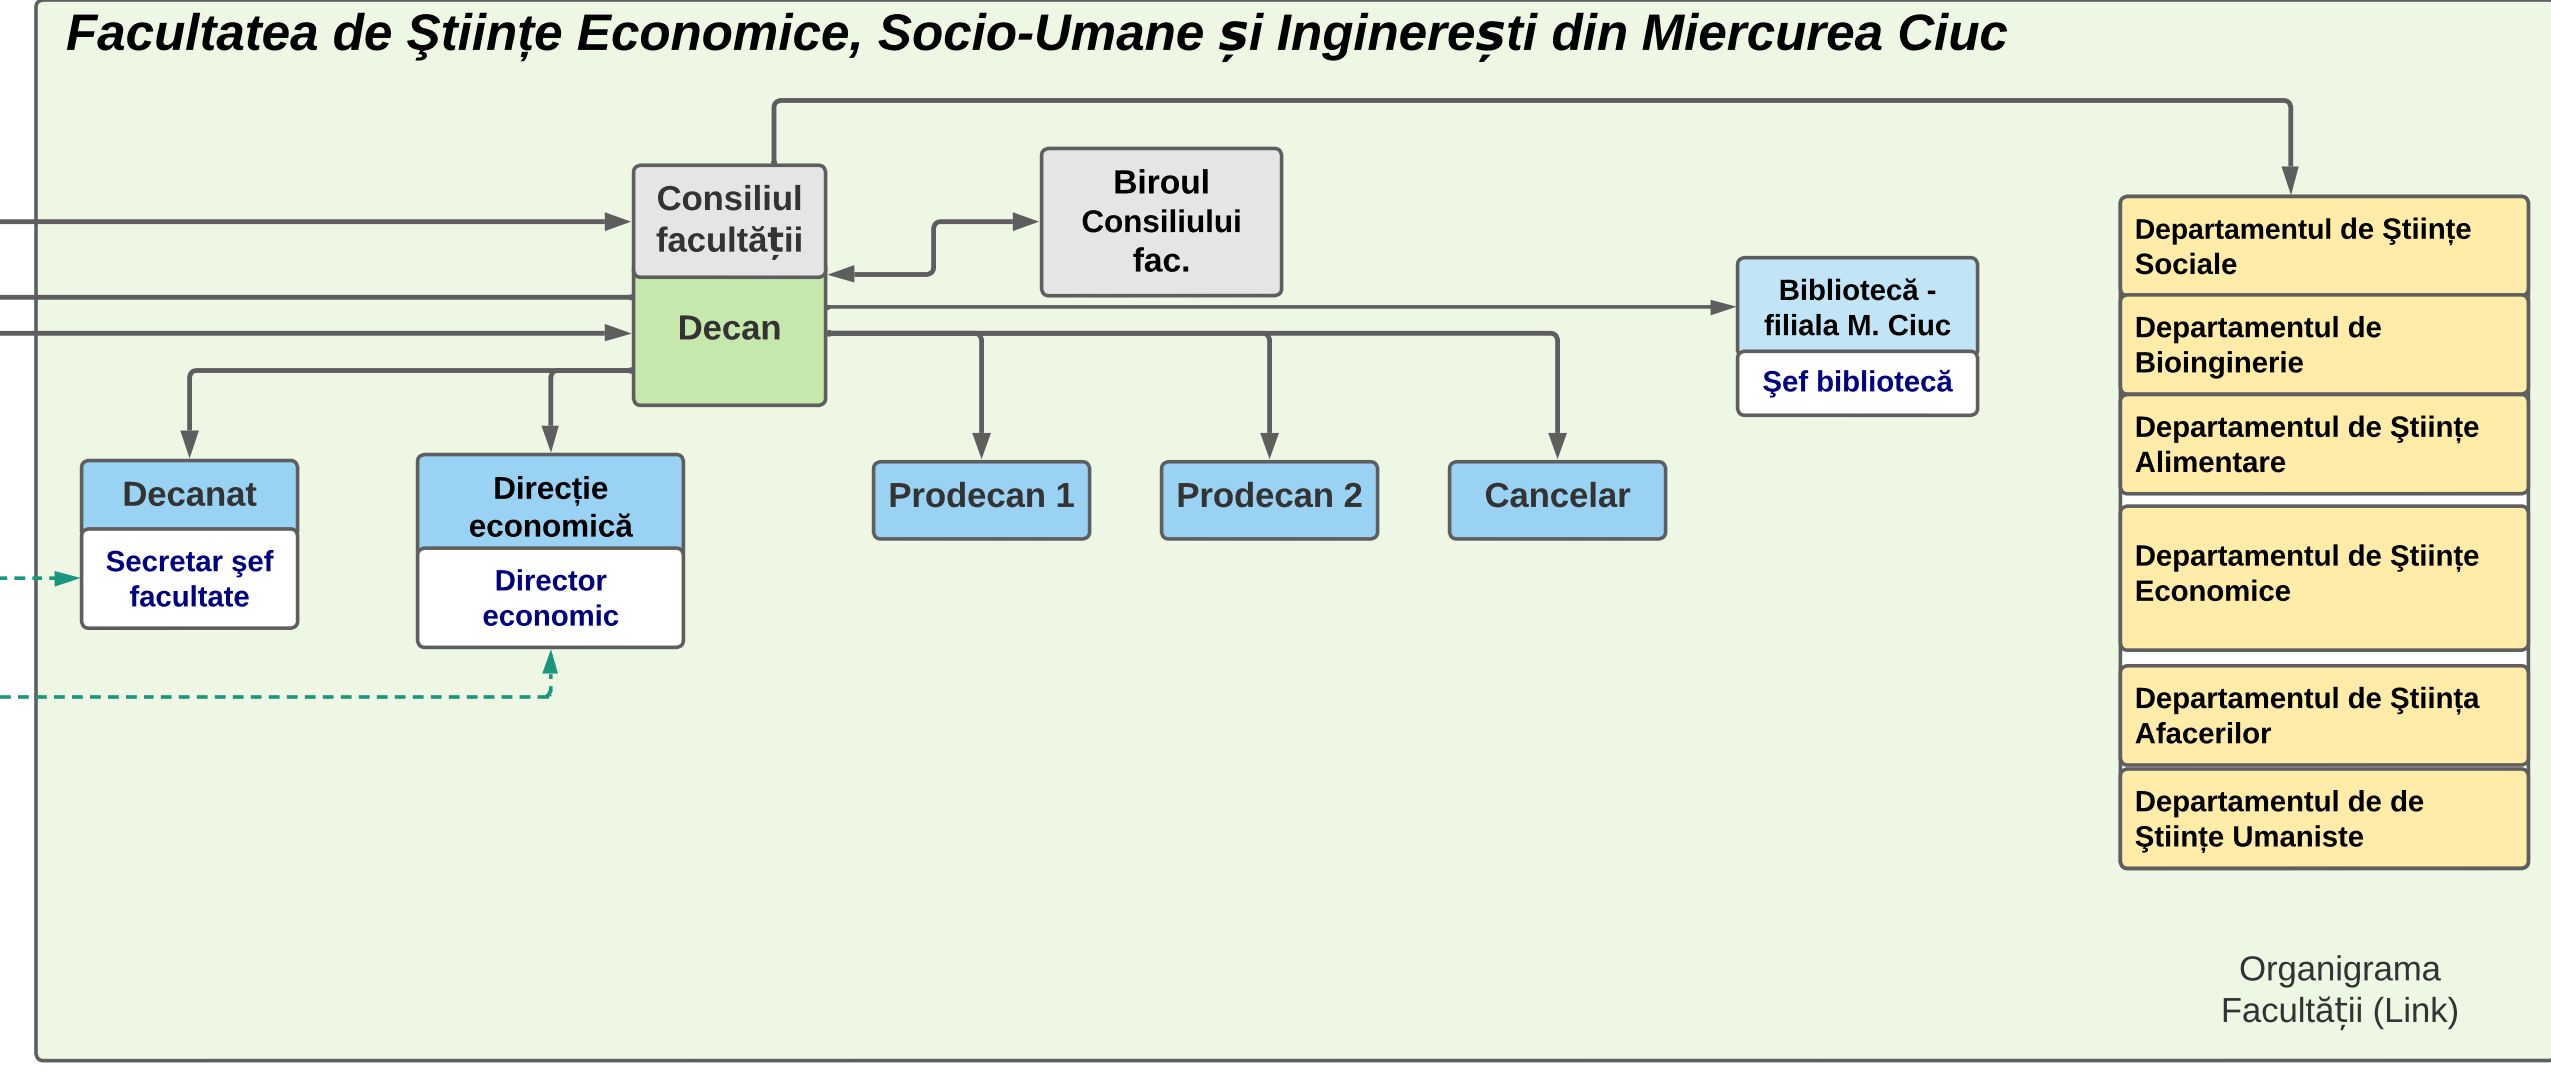 Facultatea de Ştiințe Economice, Socio-Umane și Inginerești din Miercurea Ciuc
Consiliul
facultății
Decan
Biroul
Consiliului
fac.
Bibliotecă -
filiala M. Ciuc
Şef bibliotecă
Decanat
Secretar şef
facultate
Direcție
economică
Director
economic
Prodecan 1
Prodecan 2
Cancelar
Departamentul de Ştiințe
Sociale
Departamentul de
Bioinginerie
Departamentul de Ştiințe
Alimentare
Departamentul de Ştiințe
Economice
Departamentul de Ştiința
Afacerilor
Departamentul de de
Ştiințe Umaniste
Organigrama
Facultății (Link)